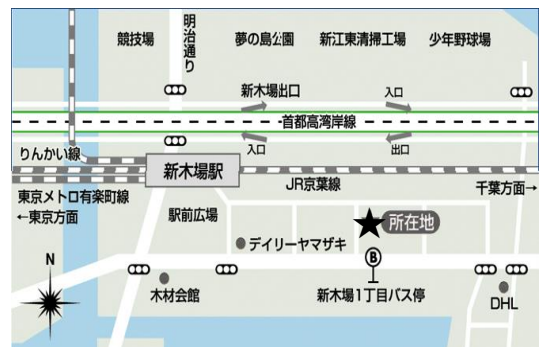 競技場
明治通り
夢の島公園
新江東清掃工場
少年野球場
新木場出口
入口
首都高湾岸線
入口
出口
りんかい線
新木場駅
JR京葉線
東京メトロ有楽町線
←東京方面
千葉方面→
駅前広場
所在地
デイリーヤマザキ
B
N
木材会館
新木場1丁目バス停
DHL